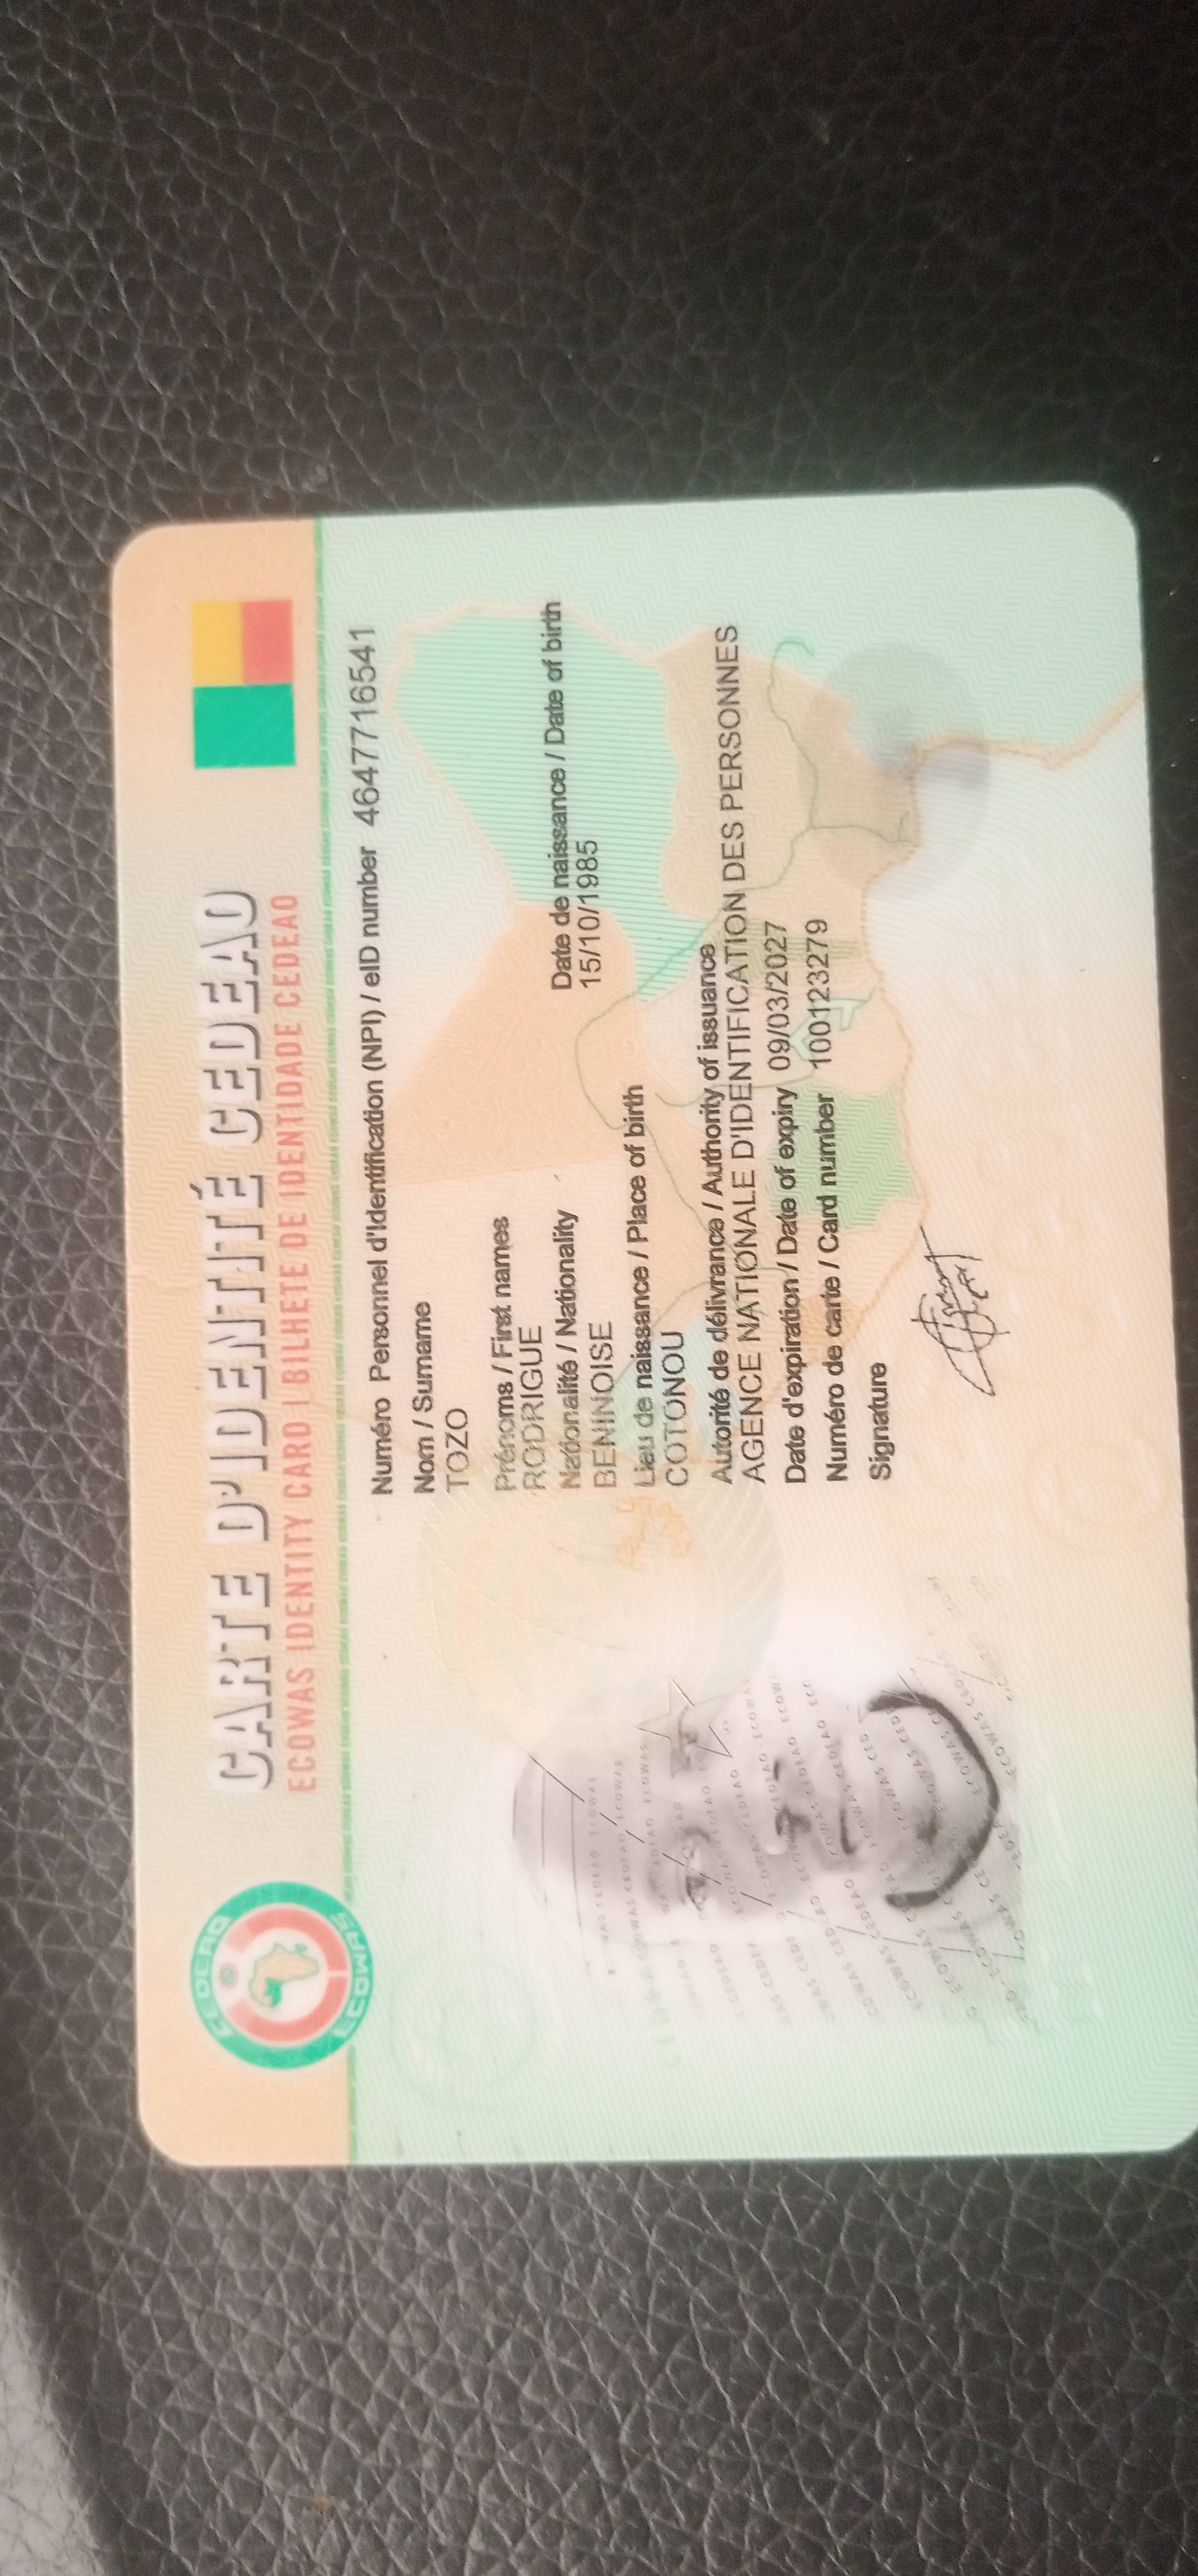 CARTE D'IDENTITÉ CEDEAO
ECOWAS IDENTITY CARD | BILHETE DE IDENTIDADE CEDEAO
CEDEAO
ECOWAS
Numéro Personnel d'Identification (NPI) / eID number 4647716541
Nom / Surname
TOZO
Prénoms / First names
RODRIGUE
Nationalité / Nationality
BENINOISE
Date de naissance / Date of birth
15/10/1985
Lieu de naissance / Place of birth
COTONOU
Autorité de délivrance / Authority of issuance
AGENCE NATIONALE D'IDENTIFICATION DES PERSONNES
Date d'expiration / Date of expiry 09/03/2027
Numéro de carte / Card number 100123279
Signature